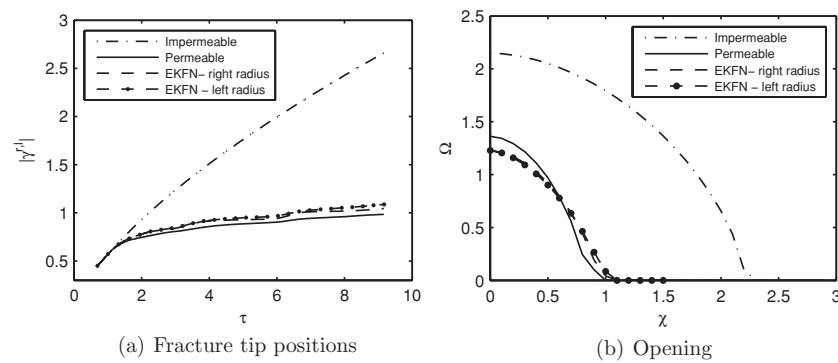 3
2.5
2
1.5
1
0.5
|γ^{r,l}|
Impermeable
Permeable
EKFN– right radius
EKFN – left radius
0 2 4 6 8 10
τ
(a) Fracture tip positions
2.5
2
1.5
1
0.5
0
Ω
Impermeable
Permeable
EKFN– right radius
EKFN – left radius
0 0.5 1 1.5 2 2.5 3
χ
(b) Opening